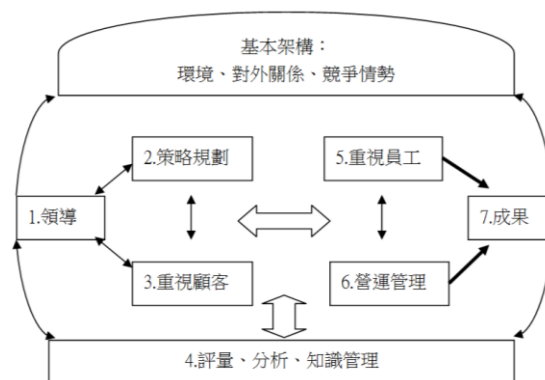 基本架構：
環境、對外關係、競爭情勢
2.策略規劃
5.重視員工
1.領導
7.成果
3.重視顧客
6.營運管理
4.評量、分析、知識管理